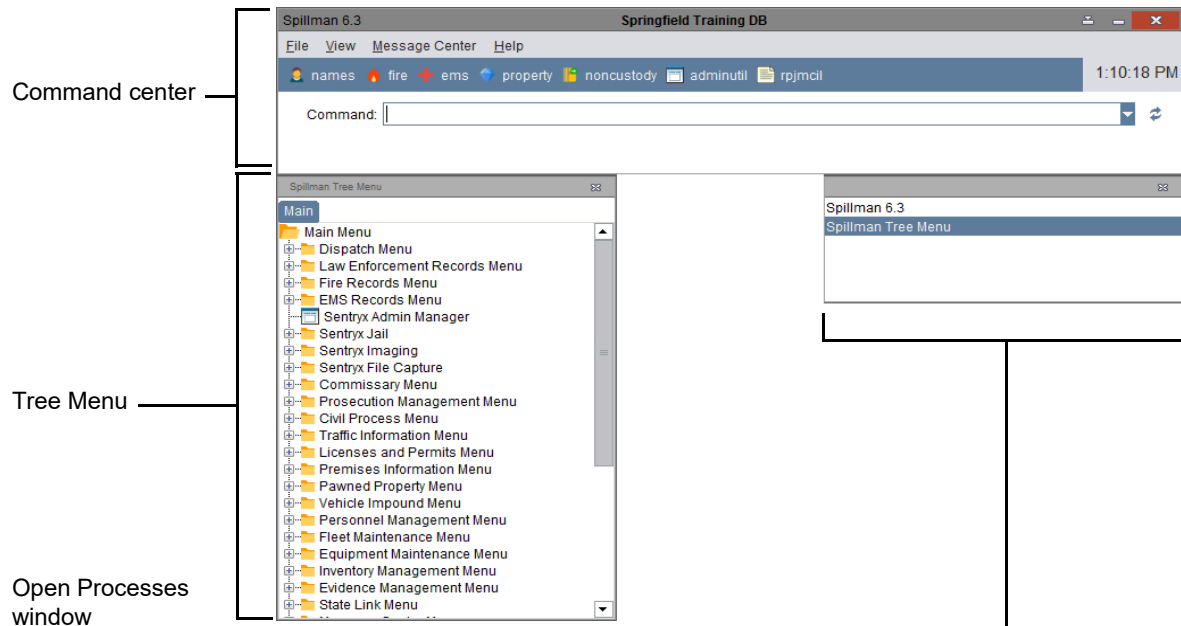 Spillman 6.3 Springfield Training DB
File View Message Center Help
names fire ems property noncustody adminutil rpjmcil 1:10:18 PM
Command center
Command:
Spillman Tree Menu
Main
Spillman 6.3
Spillman Tree Menu
Main Menu
Dispatch Menu
Law Enforcement Records Menu
Fire Records Menu
EMS Records Menu
Sentryx Admin Manager
Sentryx Jail
Sentryx Imaging
Sentryx File Capture
Commissary Menu
Tree Menu
Prosecution Management Menu
Civil Process Menu
Traffic Information Menu
Licenses and Permits Menu
Premises Information Menu
Pawned Property Menu
Vehicle Impound Menu
Personnel Management Menu
Fleet Maintenance Menu
Equipment Maintenance Menu
Inventory Management Menu
Evidence Management Menu
State Link Menu
Open Processes
window